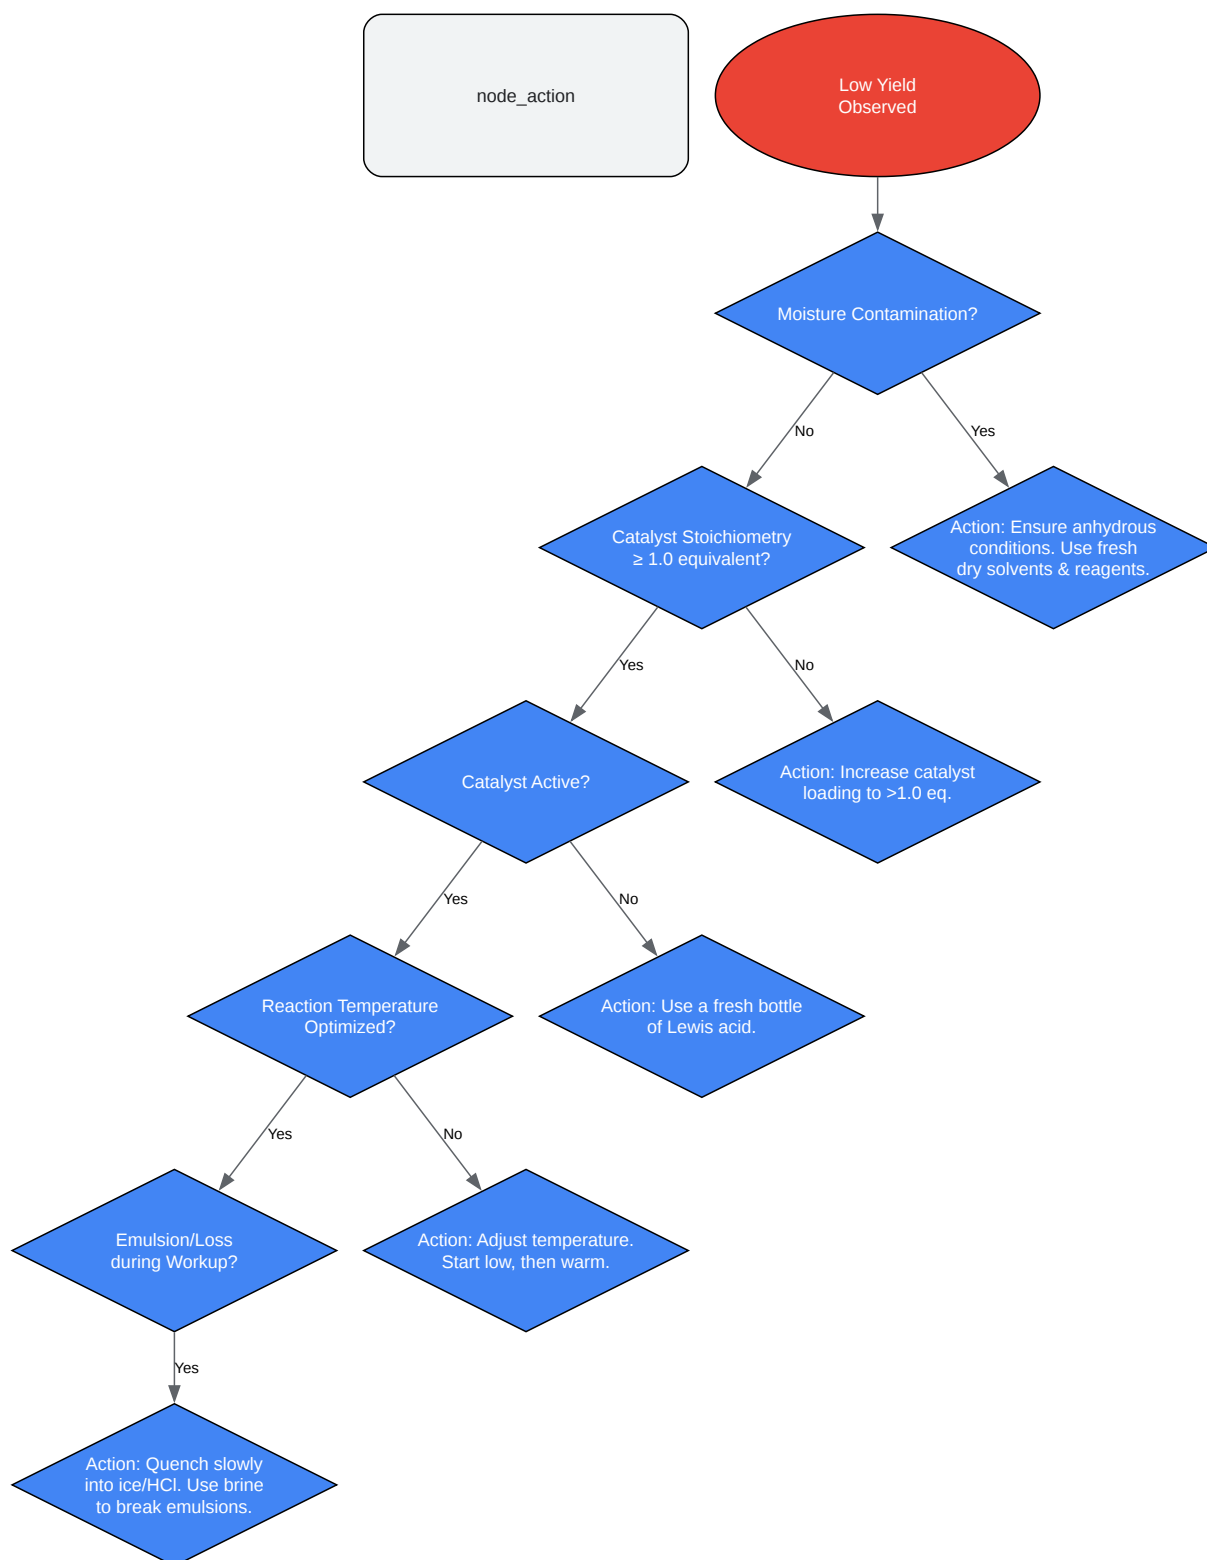 node_action
Low Yield
Observed
Moisture Contamination?
No
Yes
Catalyst Stoichiometry
≥ 1.0 equivalent?
Action: Ensure anhydrous
conditions. Use fresh
dry solvents & reagents.
Yes
No
Catalyst Active?
Action: Increase catalyst
loading to >1.0 eq.
Yes
No
Reaction Temperature
Optimized?
Action: Use a fresh bottle
of Lewis acid.
Yes
No
Emulsion/Loss
during Workup?
Action: Adjust temperature.
Start low, then warm.
Yes
Action: Quench slowly
into ice/HCl. Use brine
to break emulsions.